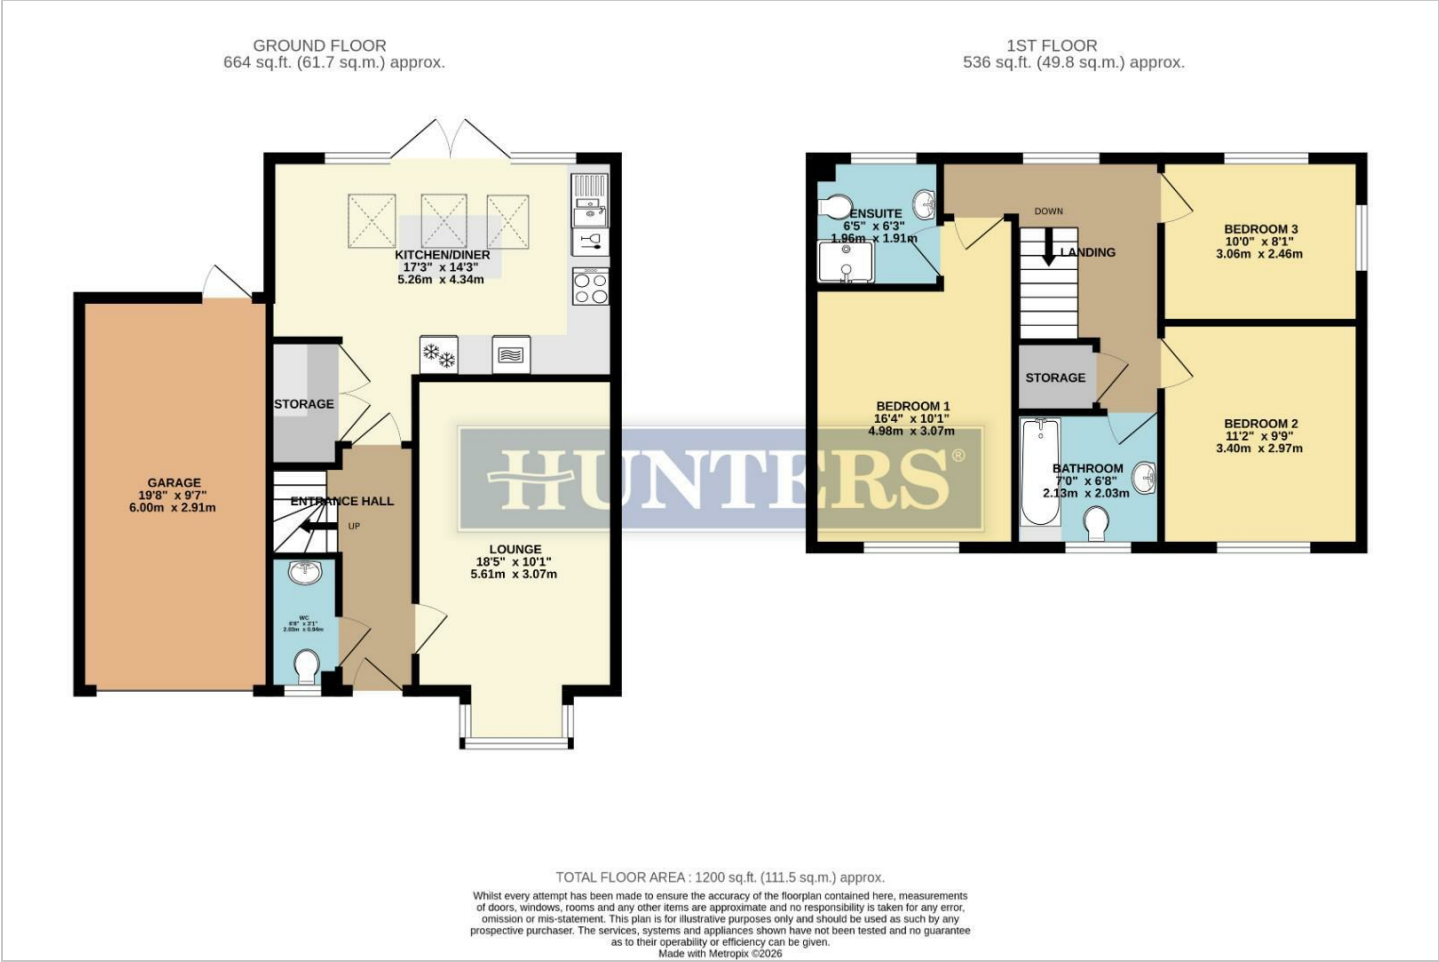 GROUND FLOOR
664 sq.ft. (61.7 sq.m.) approx.
1ST FLOOR
536 sq.ft. (49.8 sq.m.) approx.
KITCHEN/DINER
17'3" x 14'3"
5.26m x 4.34m
STORAGE
GARAGE
19'8" x 9'7"
6.00m x 2.91m
ENTRANCE HALL
UP
LOUNGE
18'5" x 10'1"
5.61m x 3.07m
WC
ENSUITE
6'5" x 6'3"
1.96m x 1.91m
DOWN
LANDING
BEDROOM 3
10'0" x 8'1"
3.06m x 2.46m
STORAGE
BEDROOM 1
16'4" x 10'1"
4.98m x 3.07m
BEDROOM 2
11'2" x 9'9"
3.40m x 2.97m
BATHROOM
7'0" x 6'8"
2.13m x 2.03m
HUNTERS®
TOTAL FLOOR AREA : 1200 sq.ft. (111.5 sq.m.) approx.
Whilst every attempt has been made to ensure the accuracy of the floorplan contained here, measurements
of doors, windows, rooms and any other items are approximate and no responsibility is taken for any error,
omission or mis-statement. This plan is for illustrative purposes only and should be used as such by any
prospective purchaser. The services, systems and appliances shown have not been tested and no guarantee
as to their operability or efficiency can be given.
Made with Metropix ©2026